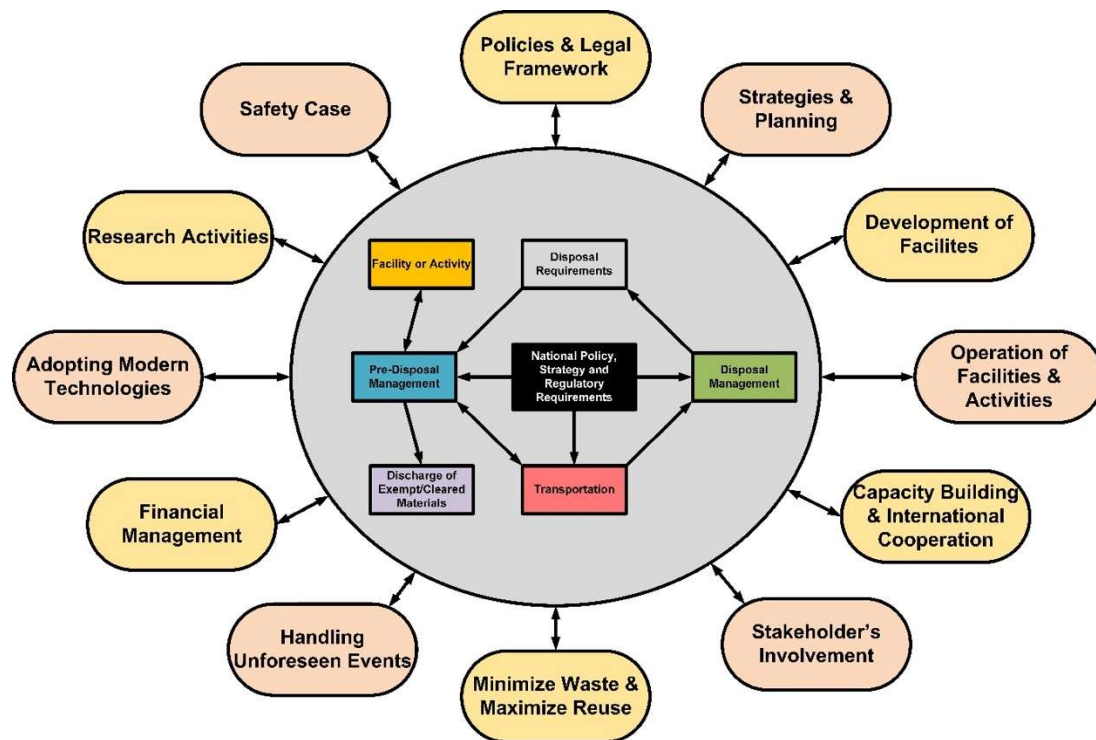 Policies & Legal
Framework
Safety Case
Strategies &
Planning
Research Activities
Development of
Facilites
Facility or Activity
Disposal
Requirements
Adopting Modern
Technologies
Pre-Disposal
Management
National Policy,
Strategy and
Regulatory
Requirements
Disposal
Management
Operation of
Facilities &
Activities
Discharge of
Exempt/Cleared
Materials
Transportation
Financial
Management
Capacity Building
& International
Cooperation
Handling
Unforeseen Events
Stakeholder's
Involvement
Minimize Waste &
Maximize Reuse